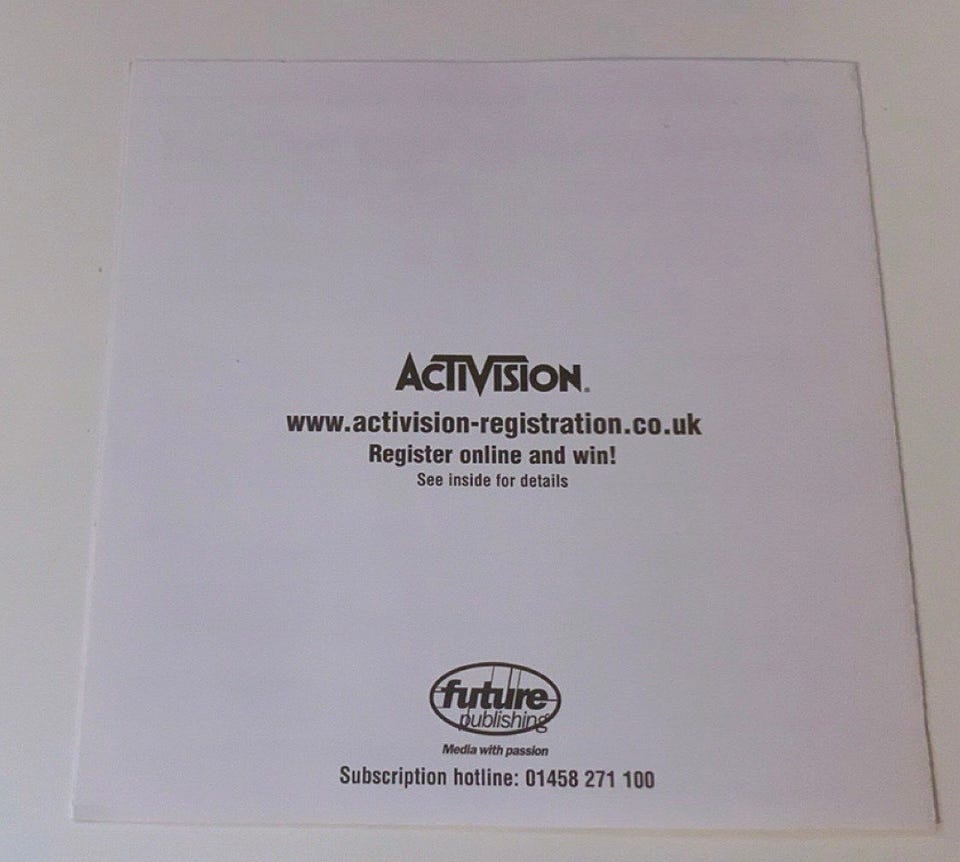 ACTIVISION®
www.activision-registration.co.uk
Register online and win!
See inside for details
future
publishing
Media with passion
Subscription hotline: 01458 271 100